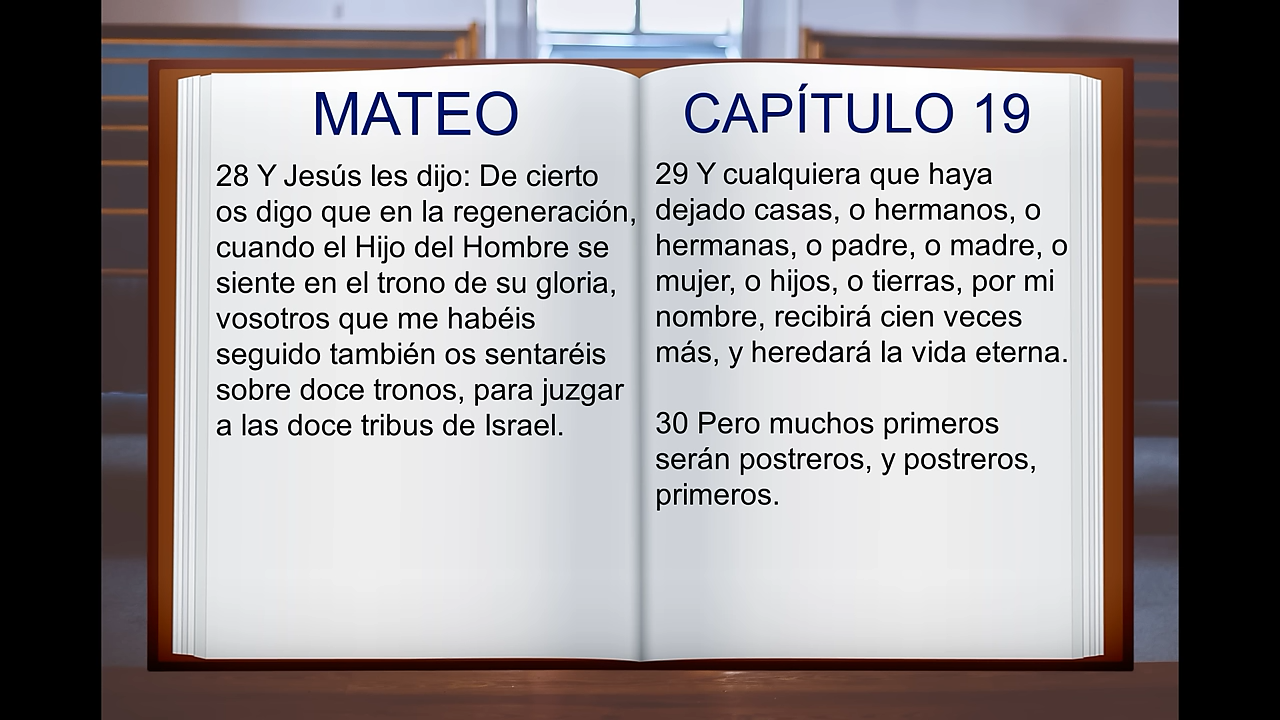 MATEO
28 Y Jesús les dijo: De cierto
os digo que en la regeneración,
cuando el Hijo del Hombre se
siente en el trono de su gloria,
vosotros que me habéis
seguido también os sentaréis
sobre doce tronos, para juzgar
a las doce tribus de Israel.
CAPÍTULO 19
29 Y cualquiera que haya
dejado casas, o hermanos, o
hermanas, o padre, o madre, o
mujer, o hijos, o tierras, por mi
nombre, recibirá cien veces
más, y heredará la vida eterna.
30 Pero muchos primeros
serán postreros, y postreros,
primeros.